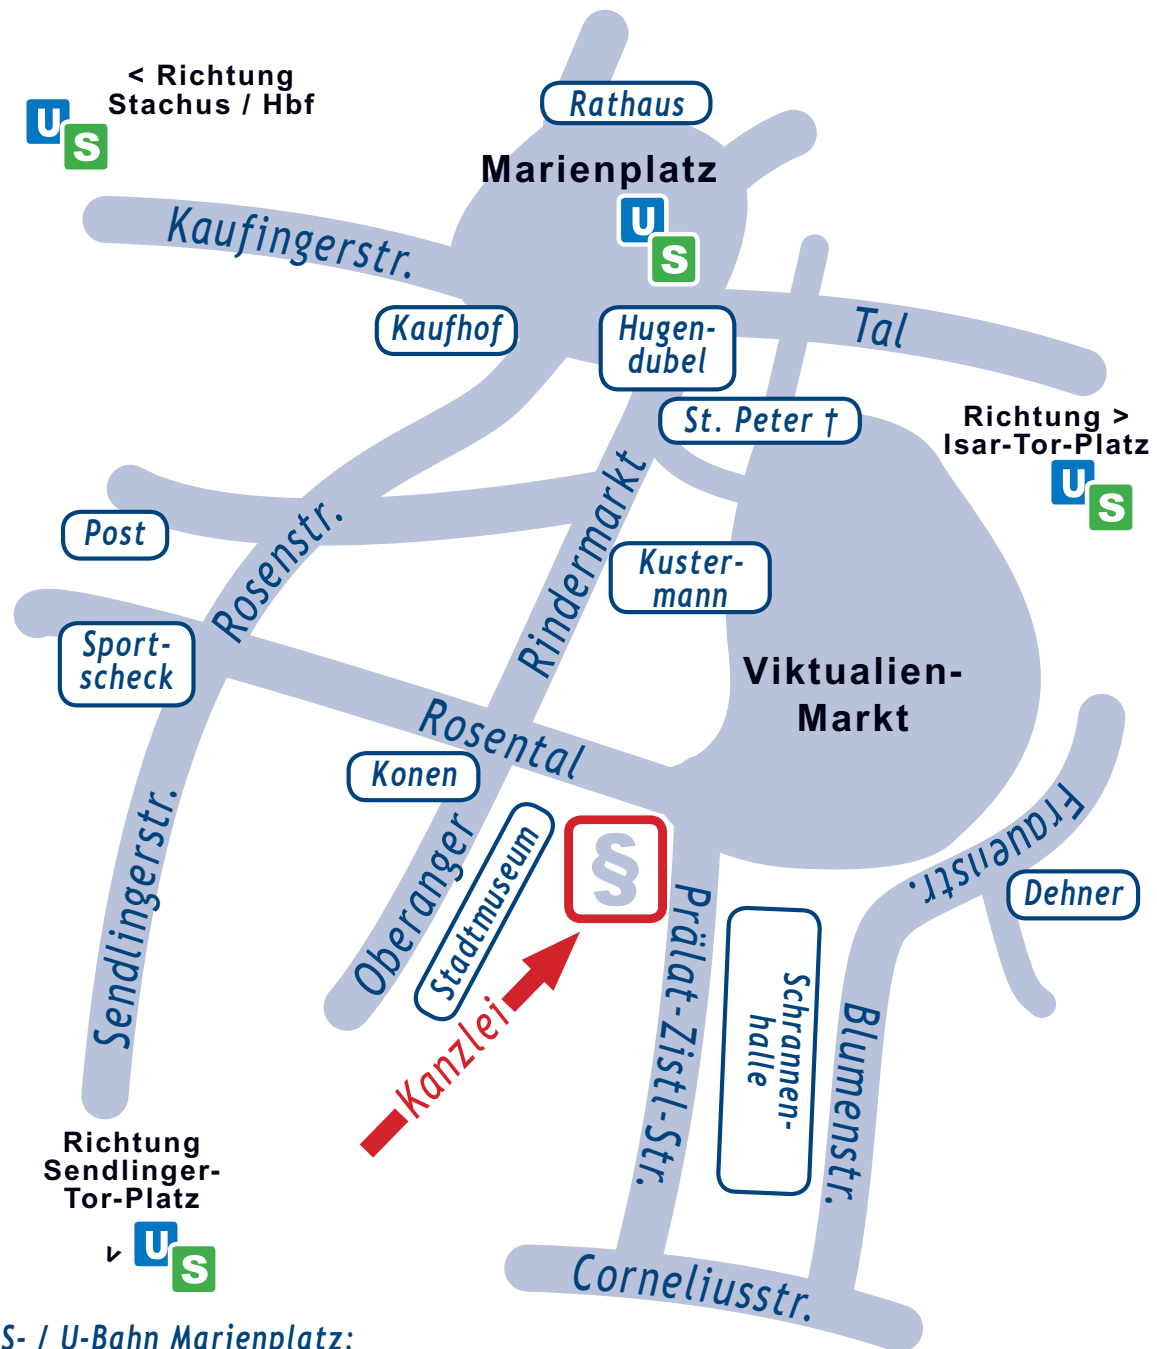 < Richtung
Stachus / Hbf
U
S
Rathaus
Marienplatz
U
S
Kaufingerstr.
Kaufhof
Hugen-
dubel
Tal
St. Peter †
Richtung >
Isar-Tor-Platz
U
S
Post
Rosenstr.
Rindermarkt
Kuster-
mann
Sport-
scheck
Viktualien-
Markt
Rosental
Konen
Sendlingerstr.
Oberanger
Stadtmuseum
§
Frauenstr.
Dehner
Kanzlei
Prälat-Zistl-Str.
Schrannen-
halle
Blumenstr.
Richtung
Sendlinger-
Tor-Platz
<
U
S
Corneliusstr.
S- / U-Bahn Marienplatz: